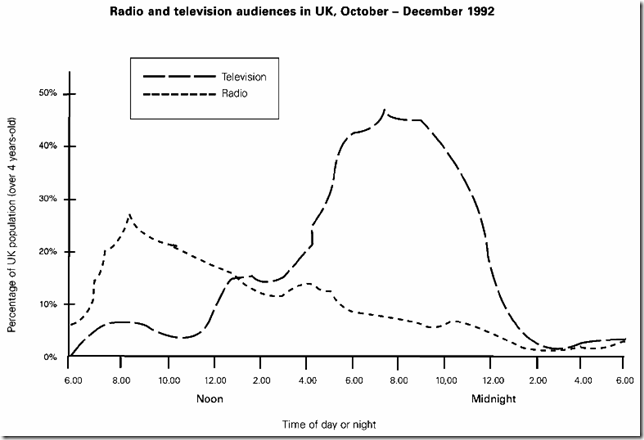 Radio and television audiences in UK, October – December 1992
Television
Radio
Percentage of UK population (over 4 years-old)
50%
40%
30%
20%
10%
0%
6.00 8.00 10.00 12.00 2.00 4.00 6.00 8.00 10.00 12.00 2.00 4.00 6.00
Noon Midnight
Time of day or night